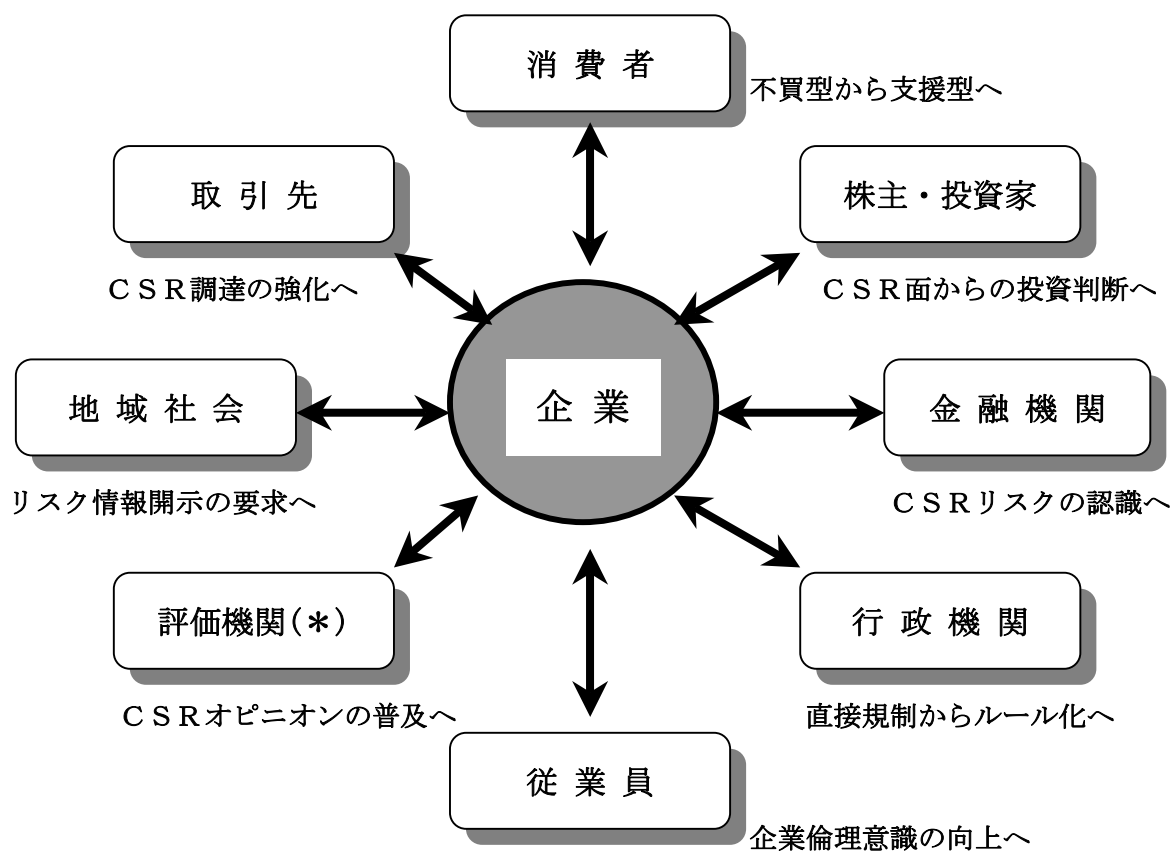 消 費 者
不買型から支援型へ
取 引 先
株主・投資家
ＣＳＲ調達の強化へ
ＣＳＲ面からの投資判断へ
地 域 社 会
企 業
金 融 機 関
リスク情報開示の要求へ
ＣＳＲリスクの認識へ
評価機関(＊)
行 政 機 関
ＣＳＲオピニオンの普及へ
直接規制からルール化へ
従 業 員
企業倫理意識の向上へ